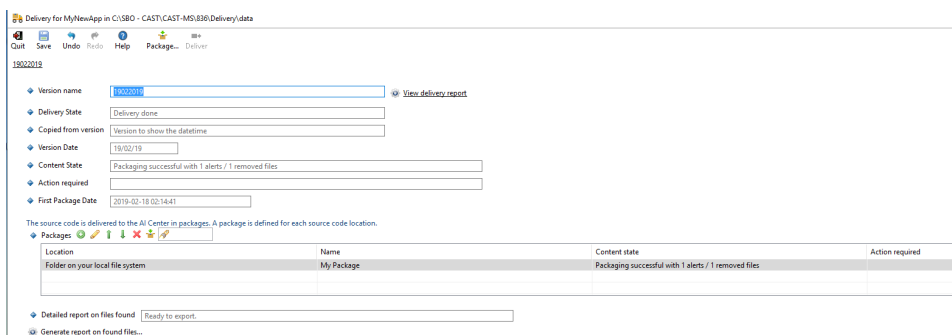 Delivery for MyNewApp in C:\SBO - CAST\CAST-MS\836\Delivery\data
Quit Save Undo Redo Help Package... Deliver
19022019
Version name 19022019 View delivery report
Delivery State Delivery done
Copied from version Version to show the datetime
Version Date 19/02/19
Content State Packaging successful with 1 alerts / 1 removed files
Action required
First Package Date 2019-02-18 02:14:41
The source code is delivered to the AI Center in packages. A package is defined for each source code location.
Packages
Location Name Content state Action required
Folder on your local file system My Package Packaging successful with 1 alerts / 1 removed files
Detailed report on files found Ready to export.
Generate report on found files...